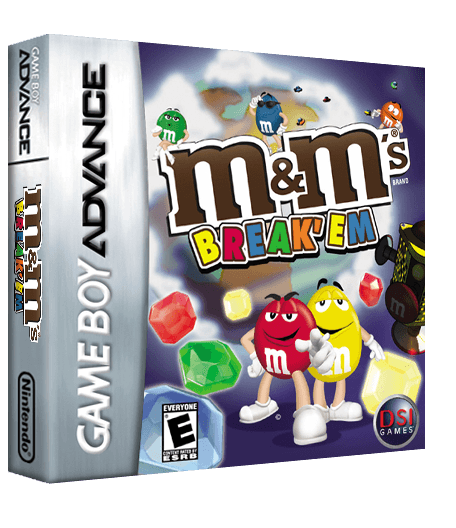 GAME BOY
ADVANCE
m&m's
BREAK'EM
Nintendo®
GAME BOY ADVANCE
m
m&m's®
BRAND
BREAK'EM
m
m
m
EVERYONE
E
CONTENT RATED BY
ESRB
©
DSI
GAMES